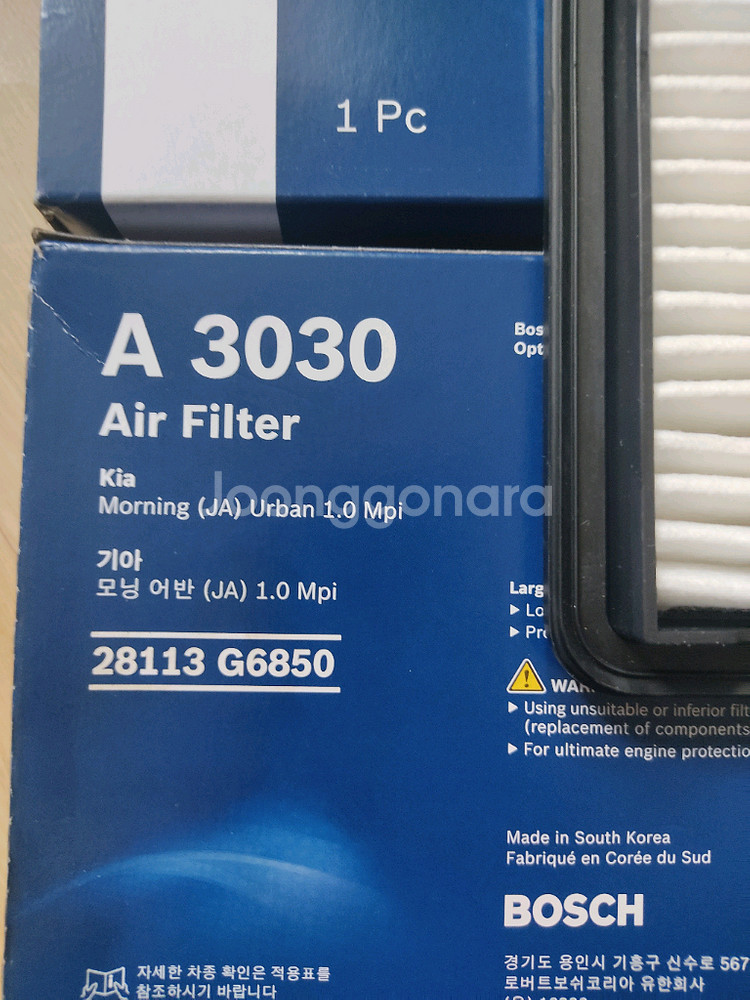 1 Pc
A 3030
Air Filter
Kia
Morning (JA) Urban 1.0 Mpi
joonggonara
기아
모닝 어반 (JA) 1.0 Mpi
28113 G6850
Using unsuitable or inferior
(replacement of components
For ultimate engine
Made in South Korea
Fabriqué en Corée du Sud
BOSCH
경기도 용인시 기흥구 신수로 567
로버트보쉬코리아 유한회사
자세한 차종 확인은 적용표를
참조하시기 바랍니다